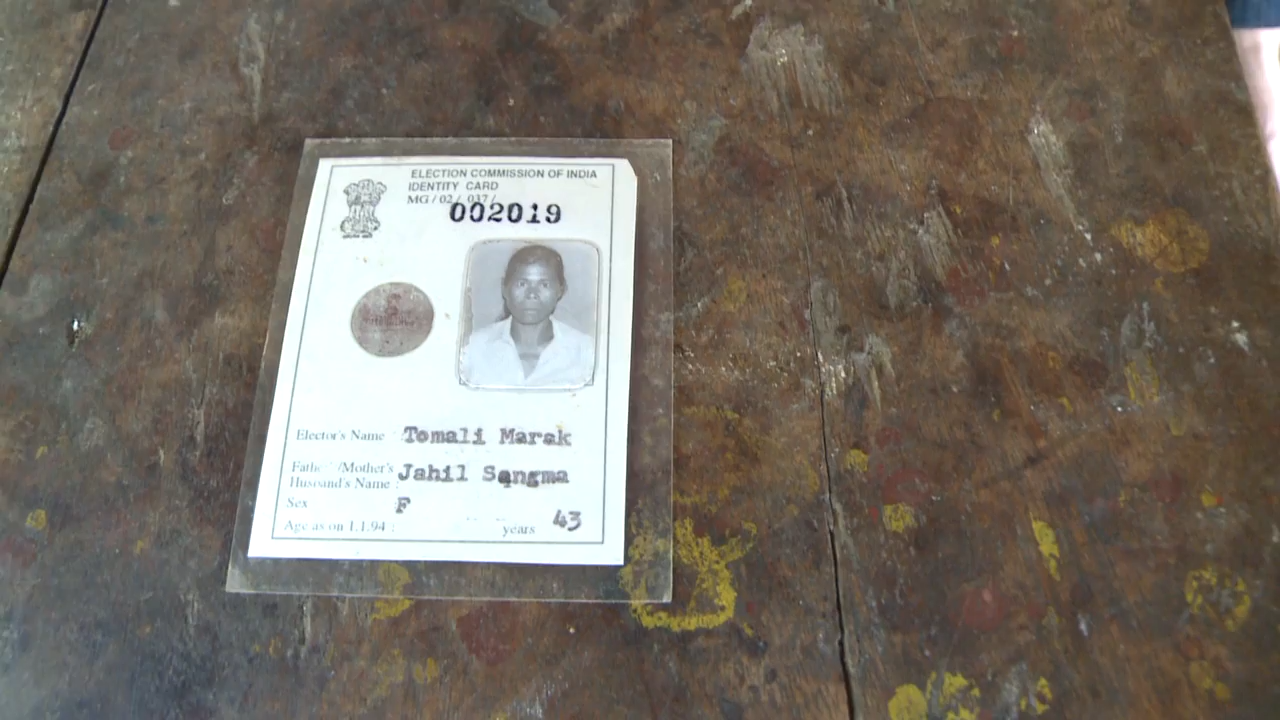 ELECTION COMMISSION OF INDIA
IDENTITY CARD
MG / 02 / 037 /
002019
Elector's Name Tomali Marak
/Mother's Jahil Sangma
Husband's Name :
Sex F
Age as on 1.1.94 : years 43